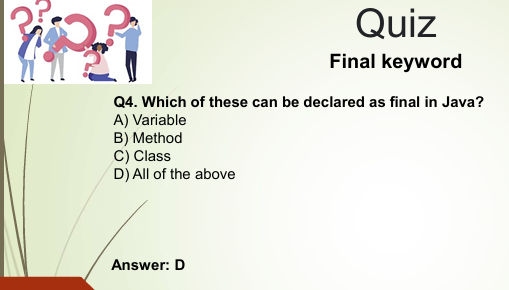 Quiz
Final keyword
Q4. Which of these can be declared as final in Java?
A) Variable
B) Method
C) Class
D) All of the above
Answer: D